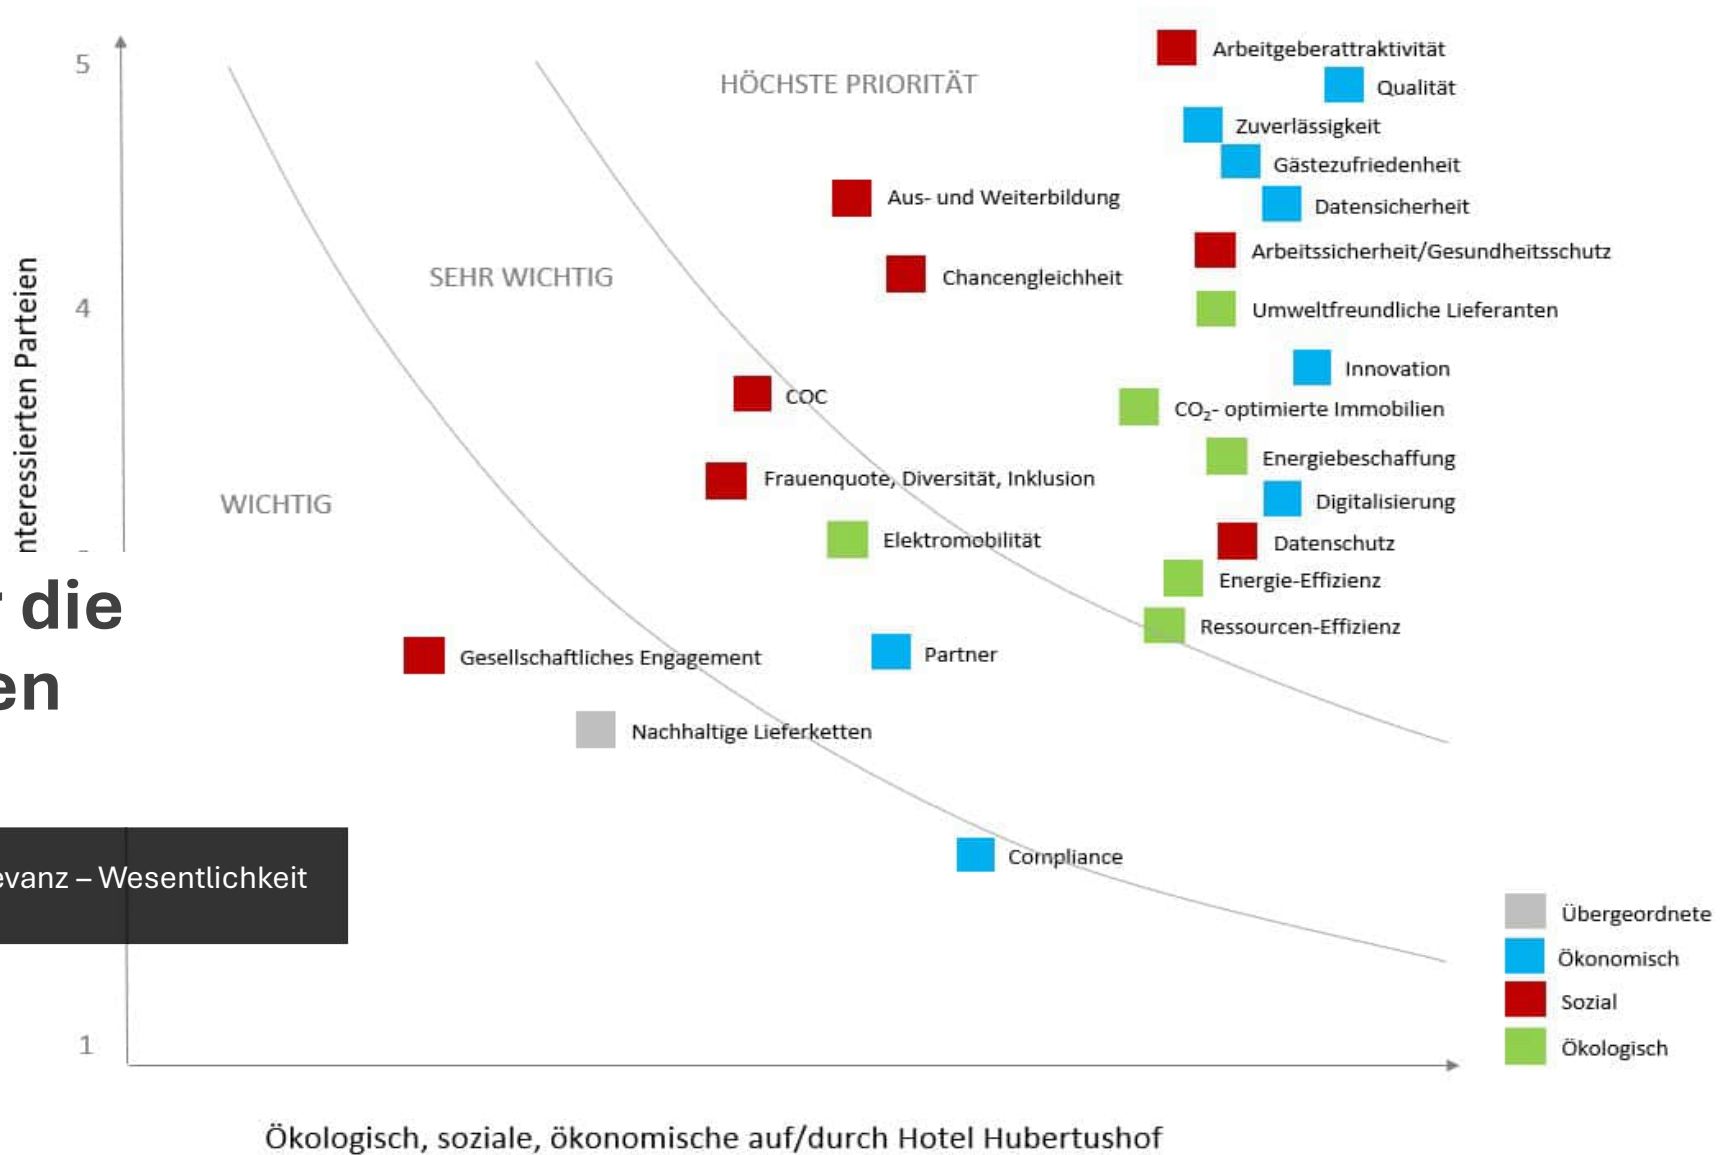 5
Arbeitgeberattraktivität
HÖCHSTE PRIORITÄT
Qualität
Zuverlässigkeit
Gästezufriedenheit
Aus- und Weiterbildung
Datensicherheit
Arbeitssicherheit/Gesundheitsschutz
SEHR WICHTIG
Chancengleichheit
4
Umweltfreundliche Lieferanten
nteressierten Parteien
Innovation
COC
CO₂- optimierte Immobilien
Energiebeschaffung
Frauenquote, Diversität, Inklusion
WICHTIG
Digitalisierung
Elektromobilität
Datenschutz
Energie-Effizienz
die
Ressourcen-Effizienz
Gesellschaftliches Engagement
Partner
en
Nachhaltige Lieferketten
Compliance
evanz – Wesentlichkeit
Übergeordnete
Ökonomisch
Sozial
Ökologisch
1
Ökologisch, soziale, ökonomische auf/durch Hotel Hubertushof